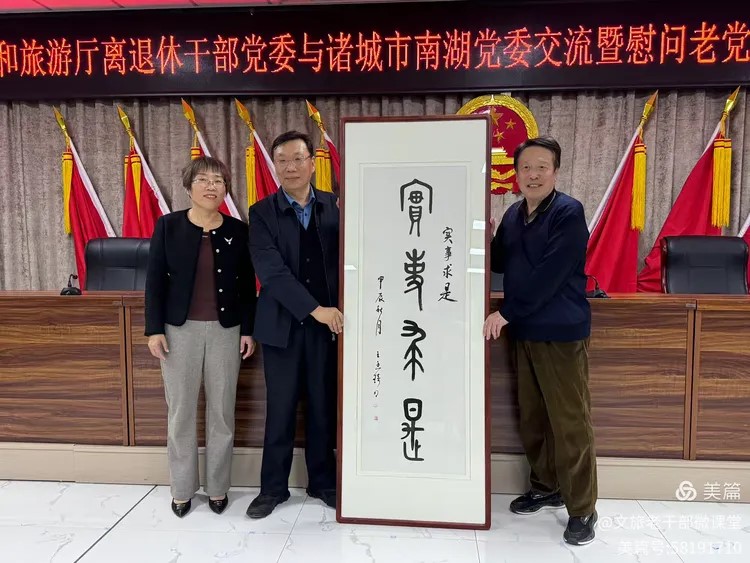 和旅游厅离退休干部党委与诸城市南湖党委交流暨慰问老党
實事求是
实事求是
甲辰秋月
美篇
@文旅老干部微课堂
美篇号:58191710